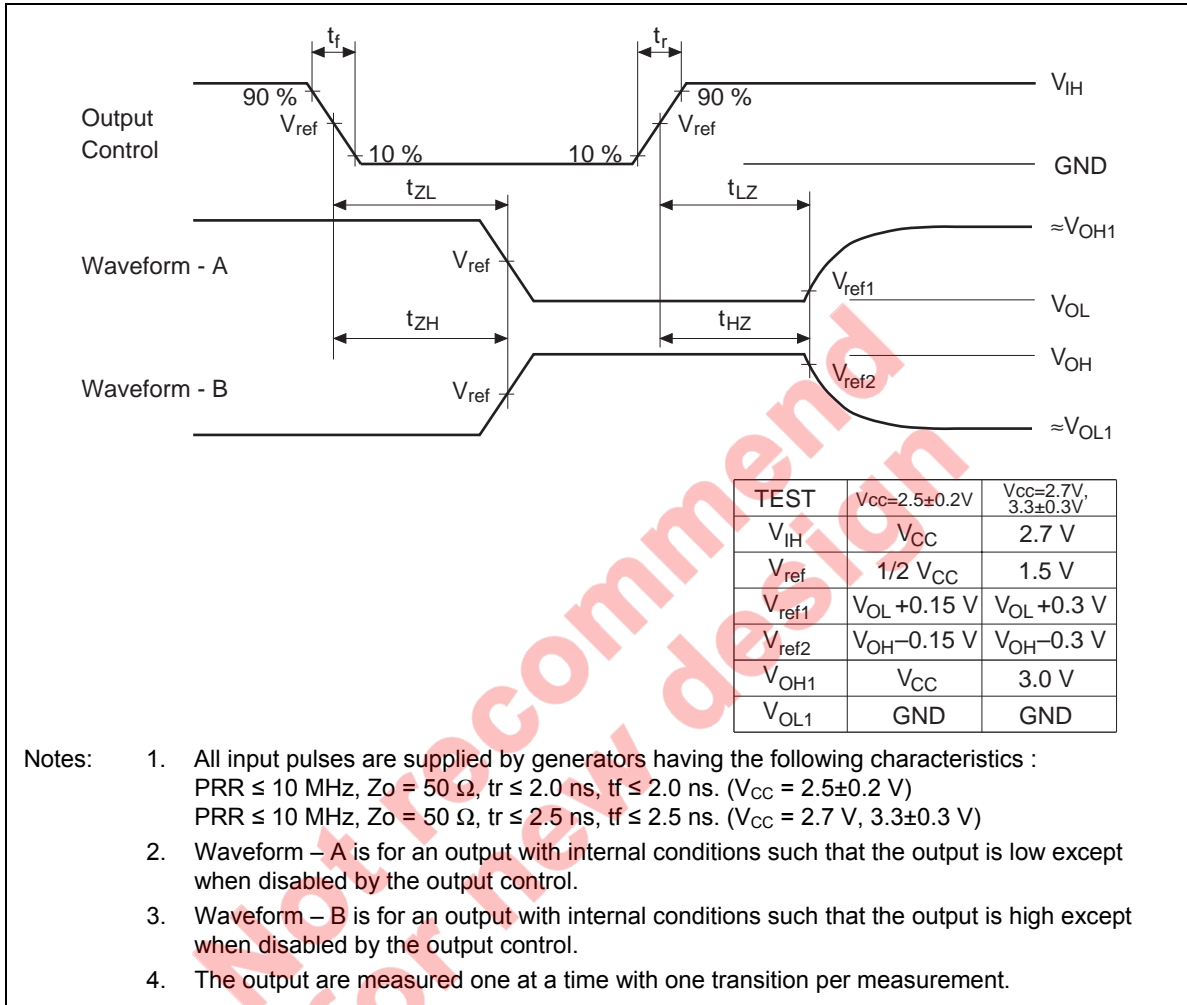 tf
tr
90 %
90 %
VIH
Output
Control
Vref
Vref
10 %
10 %
GND
tZL
tLZ
≈VOH1
Waveform - A
Vref
Vref1
VOL
tZH
tHZ
VOH
Waveform - B
Vref
Vref2
≈VOL1
TEST Vcc=2.5±0.2V Vcc=2.7V, 3.3±0.3V
VIH VCC 2.7 V
Vref 1/2 VCC 1.5 V
Vref1 VOL +0.15 V VOL +0.3 V
Vref2 VOH–0.15 V VOH–0.3 V
VOH1 VCC 3.0 V
VOL1 GND GND
Notes: 1. All input pulses are supplied by generators having the following characteristics :
PRR ≤ 10 MHz, Zo = 50 Ω, tr ≤ 2.0 ns, tf ≤ 2.0 ns. (VCC = 2.5±0.2 V)
PRR ≤ 10 MHz, Zo = 50 Ω, tr ≤ 2.5 ns, tf ≤ 2.5 ns. (VCC = 2.7 V, 3.3±0.3 V)
2. Waveform – A is for an output with internal conditions such that the output is low except
when disabled by the output control.
3. Waveform – B is for an output with internal conditions such that the output is high except
when disabled by the output control.
4. The output are measured one at a time with one transition per measurement.
Not recommend
for new design